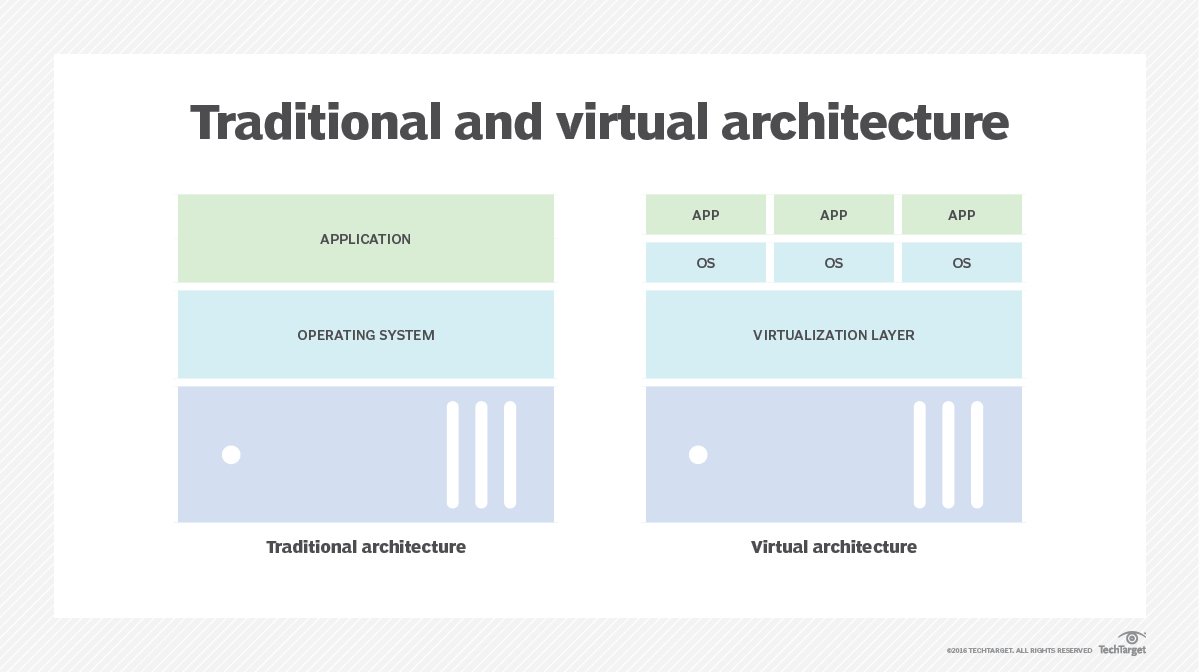 Traditional and virtual architecture
APPLICATION
OPERATING SYSTEM
Traditional architecture
APP APP APP
OS OS OS
VIRTUALIZATION LAYER
Virtual architecture
©2016 TECHTARGET. ALL RIGHTS RESERVED TechTarget